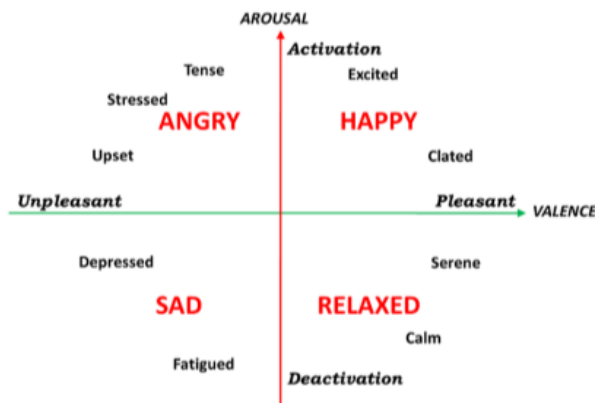 AROUSAL
Activation
Tense
Excited
Stressed
ANGRY
HAPPY
Upset
Clated
Unpleasant
Pleasant
VALENCE
Depressed
Serene
SAD
RELAXED
Calm
Fatigued
Deactivation